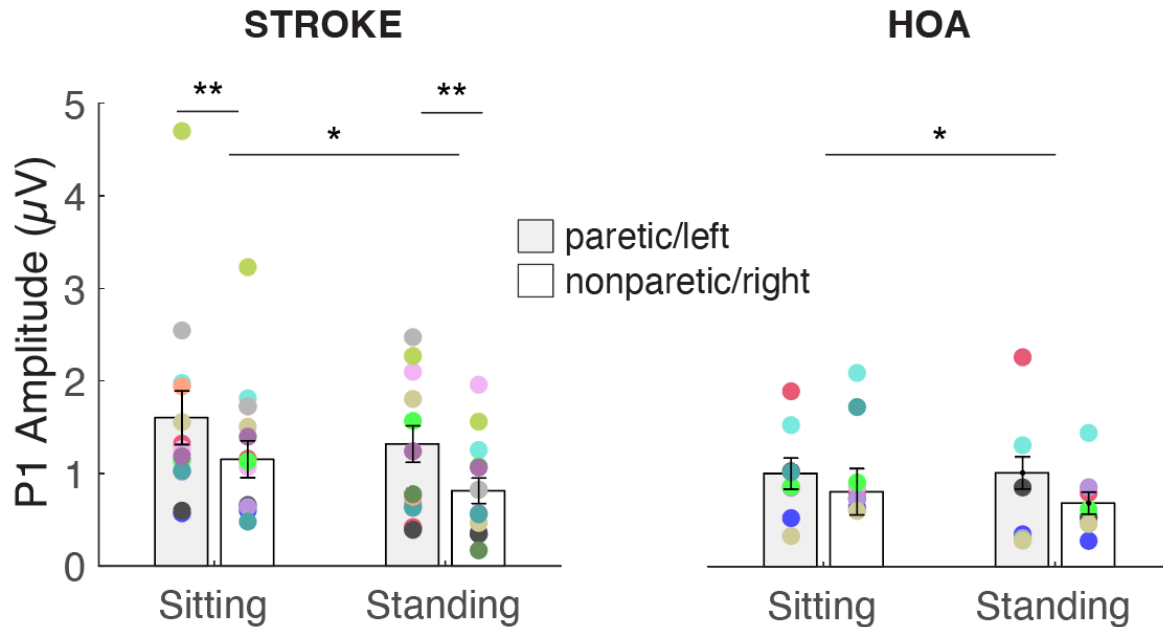 STROKE
HOA
** ** 
* *
5
4
3
2
1
0
P1 Amplitude (µV)
paretic/left
nonparetic/right
Sitting Standing
Sitting Standing